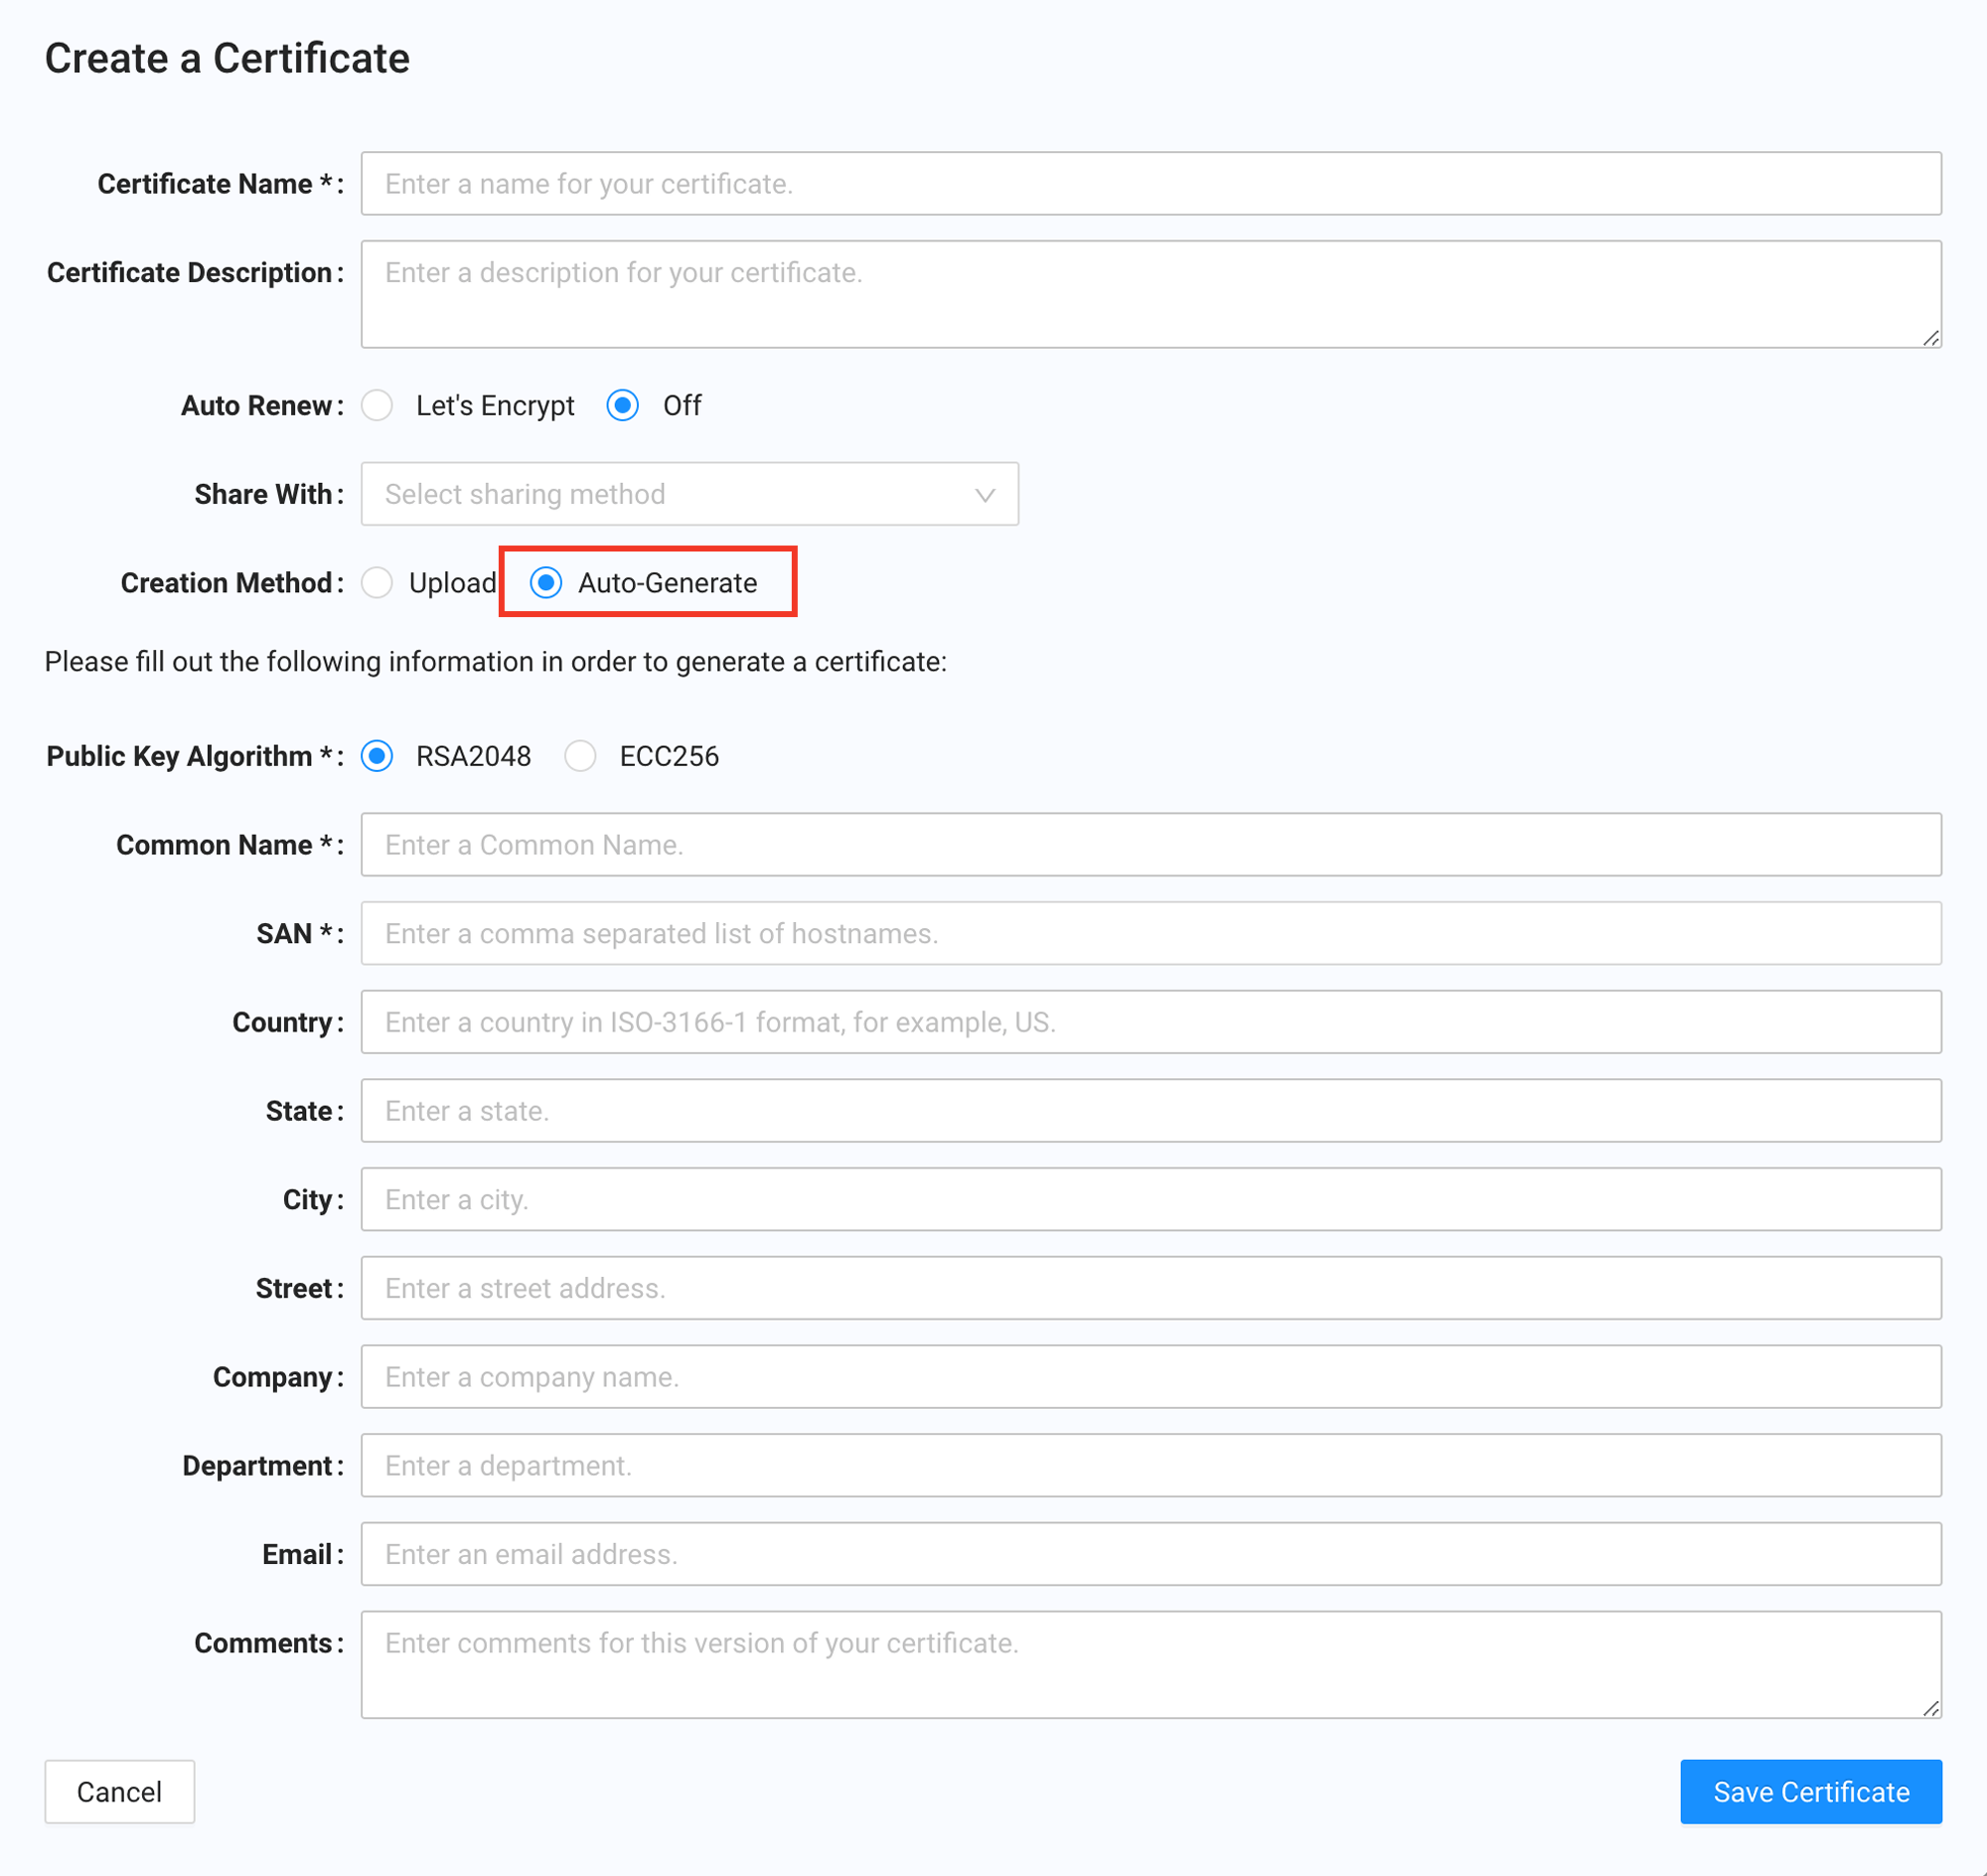 Create a Certificate
Certificate Name * : Enter a name for your certificate.
Certificate Description : Enter a description for your certificate.
Auto Renew : Let's Encrypt Off
Share With : Select sharing method
Creation Method : Upload Auto-Generate
Please fill out the following information in order to generate a certificate:
Public Key Algorithm * : RSA2048 ECC256
Common Name * : Enter a Common Name.
SAN * : Enter a comma separated list of hostnames.
Country : Enter a country in ISO-3166-1 format, for example, US.
State : Enter a state.
City : Enter a city.
Street : Enter a street address.
Company : Enter a company name.
Department : Enter a department.
Email : Enter an email address.
Comments : Enter comments for this version of your certificate.
Cancel Save Certificate